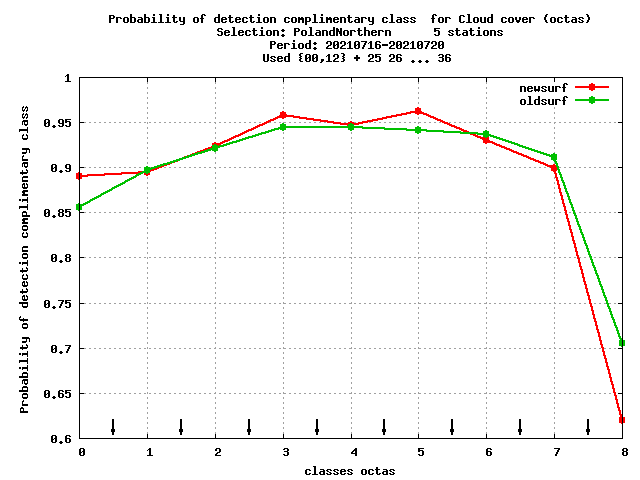 Probability of detection complimentary class  for Cloud cover (octas)
Selection: PolandNorthern      5 stations
Period: 20210716-20210720
Used {00,12} + 25 26 ... 36
newsurf
oldsurf
Probability of detection complimentary class
1
0,95
0,9
0,85
0,8
0,75
0,7
0,65
0,6
0 1 2 3 4 5 6 7 8
classes octas